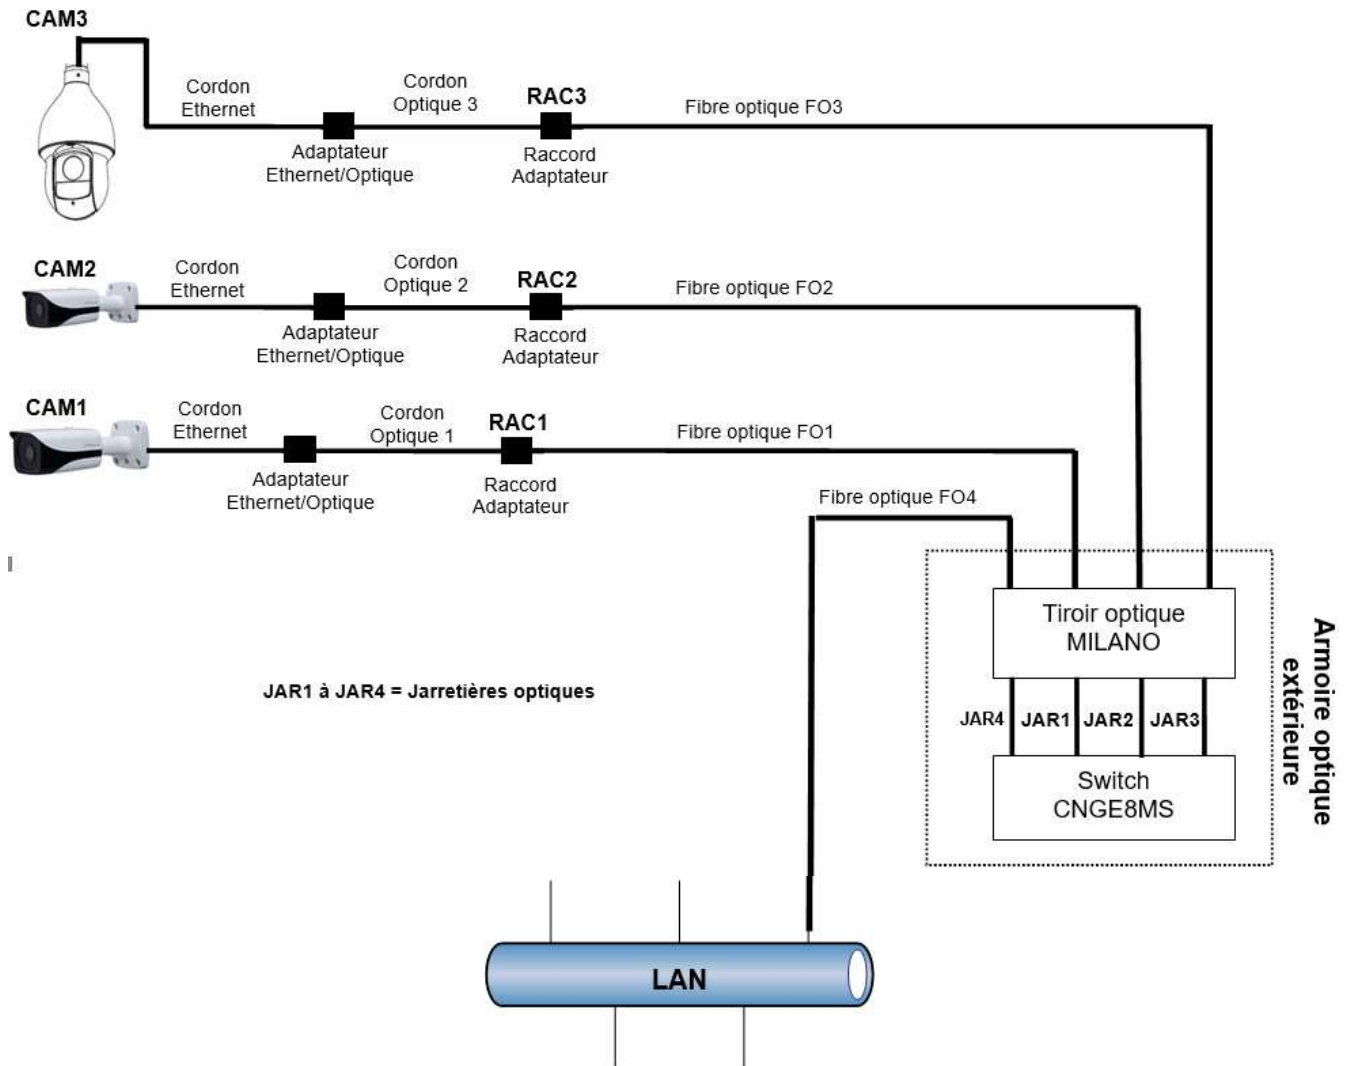 CAM3
Cordon
Ethernet
Cordon
Optique 3
RAC3
Fibre optique FO3
Adaptateur
Ethernet/Optique
Raccord
Adaptateur
CAM2
Cordon
Ethernet
Cordon
Optique 2
RAC2
Fibre optique FO2
Adaptateur
Ethernet/Optique
Raccord
Adaptateur
CAM1
Cordon
Ethernet
Cordon
Optique 1
RAC1
Fibre optique FO1
Adaptateur
Ethernet/Optique
Raccord
Adaptateur
Fibre optique FO4
Tiroir optique
MILANO
Armoire optique
extérieure
JAR1 à JAR4 = Jarretières optiques
JAR4 JAR1 JAR2 JAR3
Switch
CNGE8MS
LAN